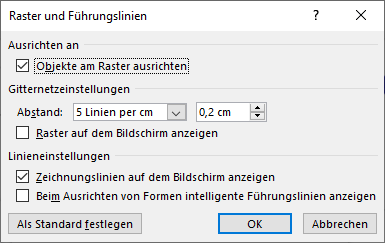 Raster und Führungslinien ? ×
Ausrichten an
Objekte am Raster ausrichten
Gitternetzeinstellungen
Abstand: 5 Linien per cm 0,2 cm
Raster auf dem Bildschirm anzeigen
Linieneinstellungen
Zeichnungslinien auf dem Bildschirm anzeigen
Beim Ausrichten von Formen intelligente Führungslinien anzeigen
Als Standard festlegen OK Abbrechen